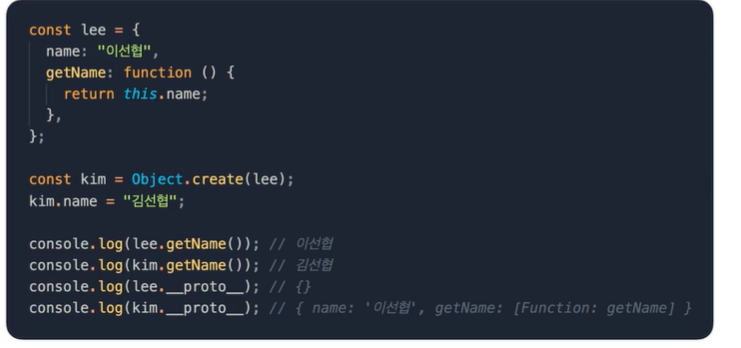 const lee = {
  name: "이선협",
  getName: function () {
    return this.name;
  },
};

const kim = Object.create(lee);
kim.name = "김선협";

console.log(lee.getName()); // 이선협
console.log(kim.getName()); // 김선협
console.log(lee.__proto__); // {}
console.log(kim.__proto__); // { name: '이선협', getName: [Function: getName] }